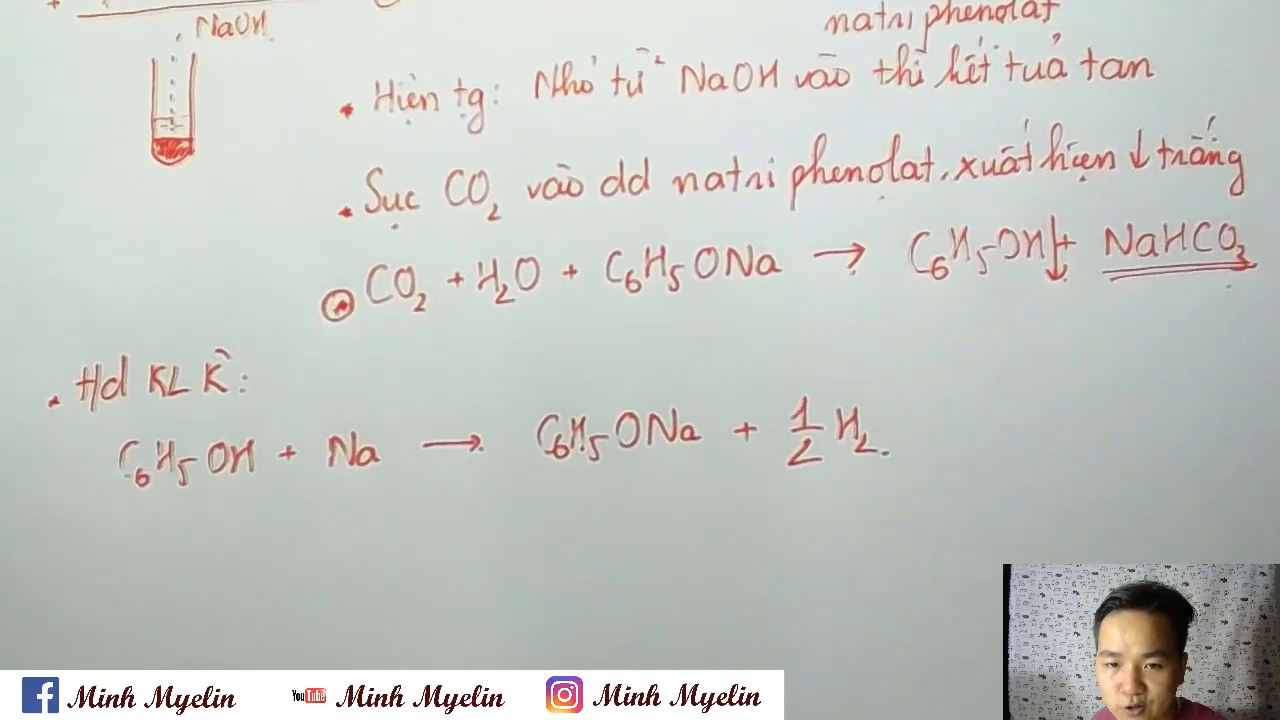 NaOH
natri phenolat
• Hiện tg: Nhỏ từ² NaOH vào thì kết tủa tan
• Sục CO₂ vào dd natri phenolat, xuất hiện ↓ trắng
CO₂ + H₂O + C₆H₅ONa → C₆H₅OH↓ + NaHCO₃
• Hd KLK:
C₆H₅OH + Na → C₆H₅ONa + 1/2 H₂.
Minh Myelin YouTube Minh Myelin Minh Myelin